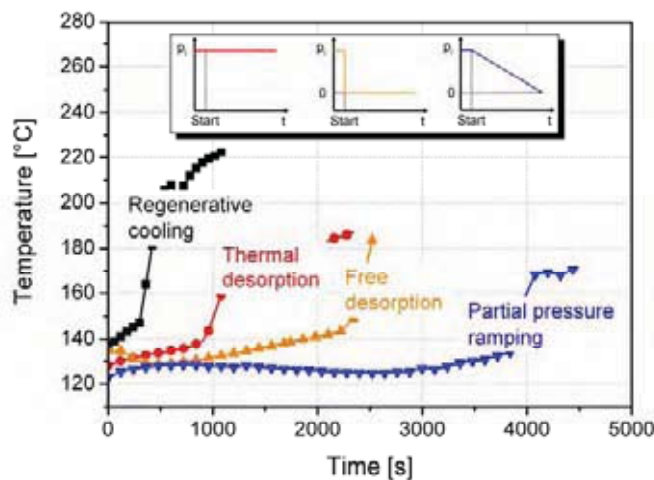 280
260
240
220
200
180
160
140
120
Temperature [°C]
0
1000
2000
3000
4000
5000
Time [s]
Regenerative
cooling
Thermal
desorption
Free
desorption
Partial pressure
ramping
Pi
Start
t
Pi
0
Start
t
Pi
0
Start
t